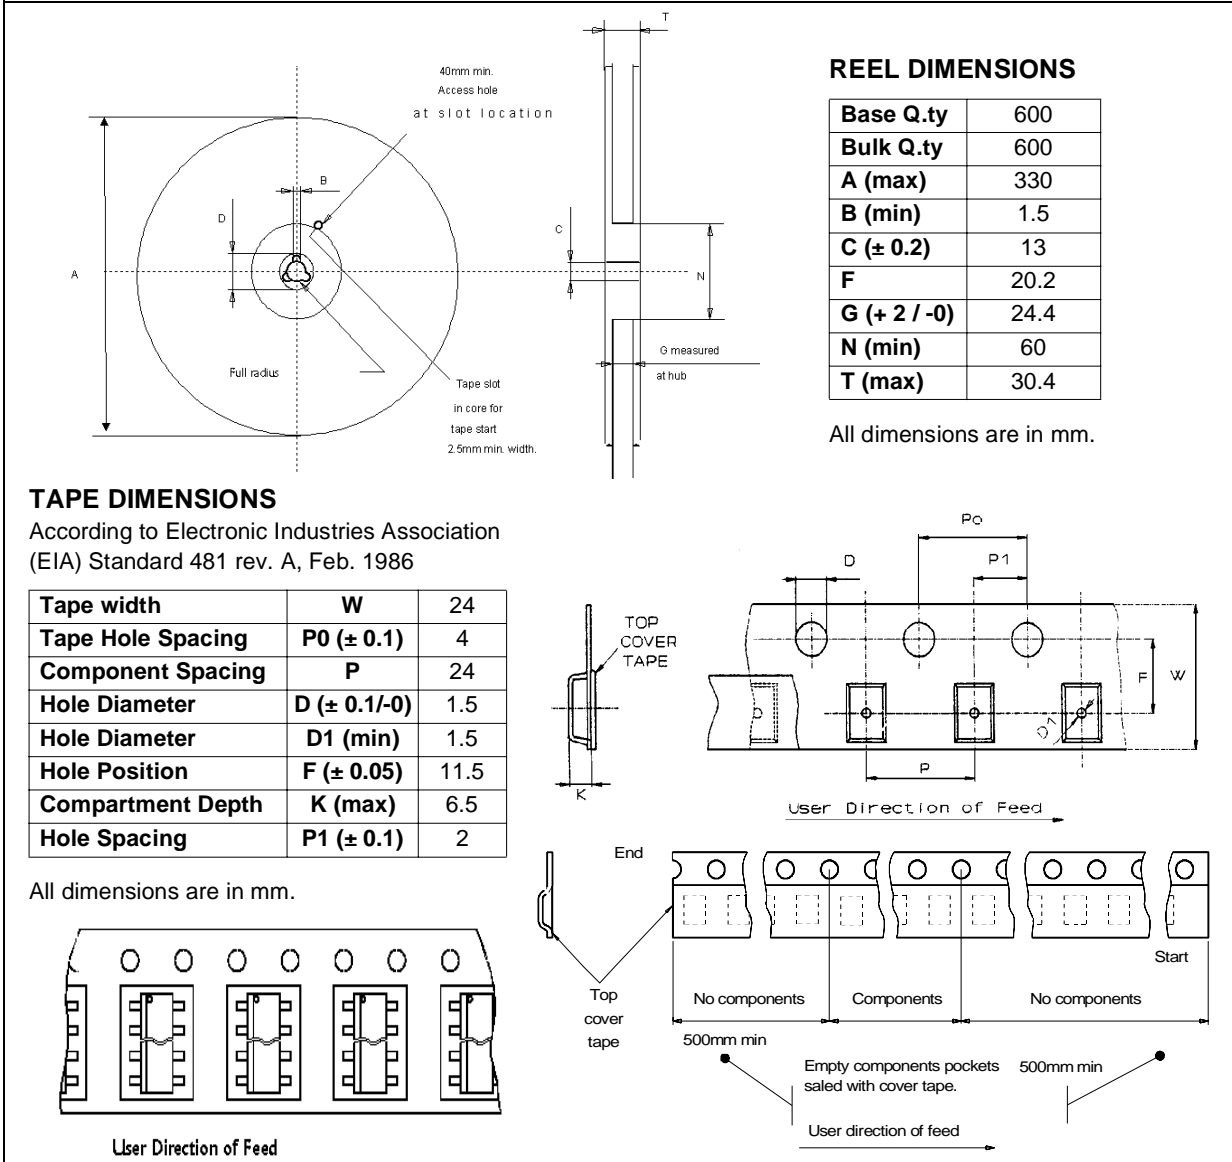 T
40mm min.
Access hole
at slot location
B
D
A
C
N
Full radius
G measured
at hub
Tape slot
in core for
tape start
2.5mm min. width.
REEL DIMENSIONS
Base Q.ty 600
Bulk Q.ty 600
A (max) 330
B (min) 1.5
C (± 0.2) 13
F 20.2
G (+ 2 / -0) 24.4
N (min) 60
T (max) 30.4
All dimensions are in mm.
TAPE DIMENSIONS
According to Electronic Industries Association
(EIA) Standard 481 rev. A, Feb. 1986
Tape width W 24
Tape Hole Spacing P0 (± 0.1) 4
Component Spacing P 24
Hole Diameter D (± 0.1/-0) 1.5
Hole Diameter D1 (min) 1.5
Hole Position F (± 0.05) 11.5
Compartment Depth K (max) 6.5
Hole Spacing P1 (± 0.1) 2
All dimensions are in mm.
Po
D
P1
TOP
COVER
TAPE
F
W
D1
P
K
User Direction of Feed
End
Start
Top
cover
tape
No components
Components
No components
500mm min
Empty components pockets
saled with cover tape.
500mm min
User direction of feed
User Direction of Feed